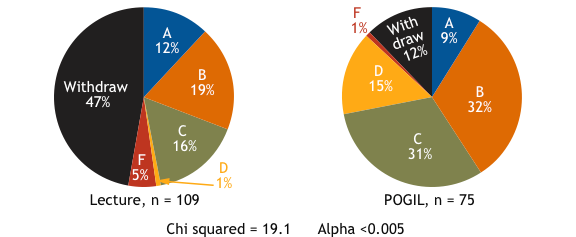 A
12%
B
19%
C
16%
D
1%
F
5%
Withdraw
47%
Lecture, n = 109
A
9%
B
32%
C
31%
D
15%
F
1%
With
draw
12%
POGIL, n = 75
Chi squared = 19.1 Alpha <0.005